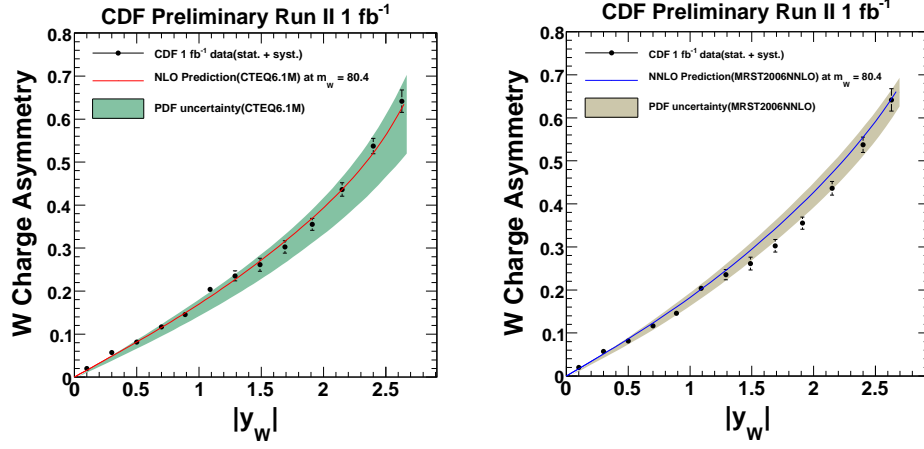 CDF Preliminary Run II 1 fb⁻¹
W Charge Asymmetry
0.8
0.7
0.6
0.5
0.4
0.3
0.2
0.1
0
CDF 1 fb⁻¹ data(stat. + syst.)
NLO Prediction(CTEQ6.1M) at m_W = 80.4
PDF uncertainty(CTEQ6.1M)
0 0.5 1 1.5 2 2.5
|y_W|
CDF Preliminary Run II 1 fb⁻¹
W Charge Asymmetry
0.8
0.7
0.6
0.5
0.4
0.3
0.2
0.1
0
CDF 1 fb⁻¹ data(stat. + syst.)
NNLO Prediction(MRST2006NNLO) at m_W = 80.4
PDF uncertainty(MRST2006NNLO)
0 0.5 1 1.5 2 2.5
|y_W|